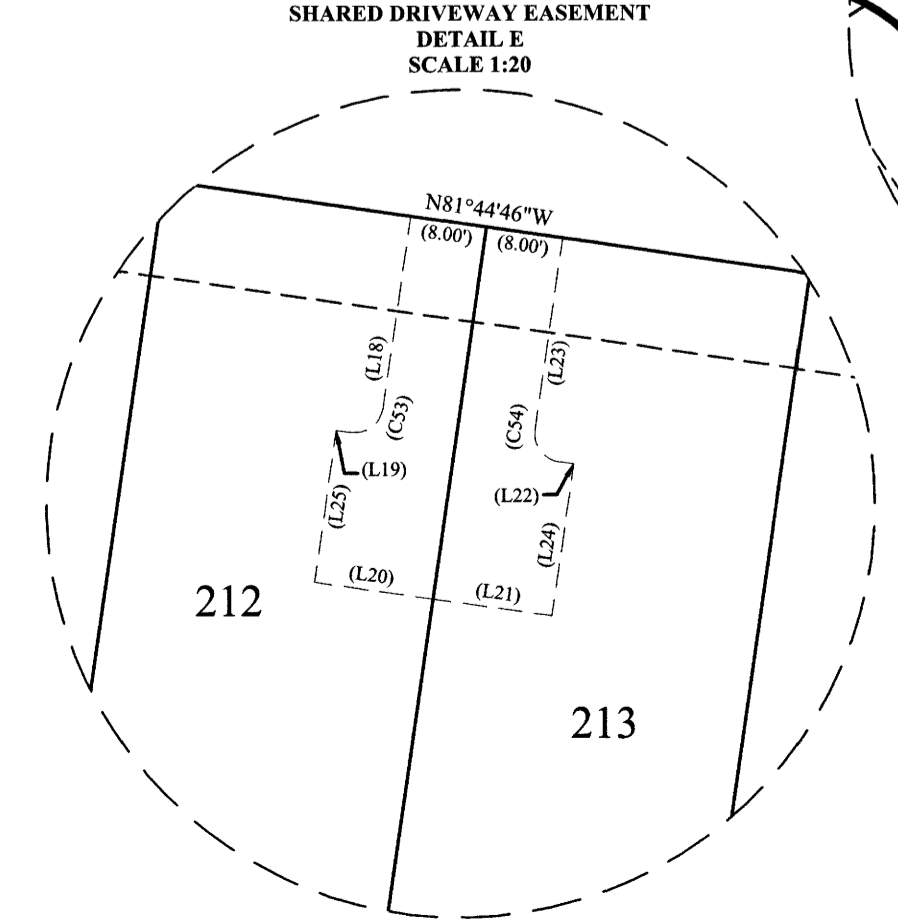 SHARED DRIVEWAY EASEMENT
DETAIL E
SCALE 1:20
N81°44'46"W
(8.00') (8.00')
(L18)
(L23)
(C53)
(C54)
(L19)
(L22)
(L25)
(L24)
(L20)
(L21)
212
213